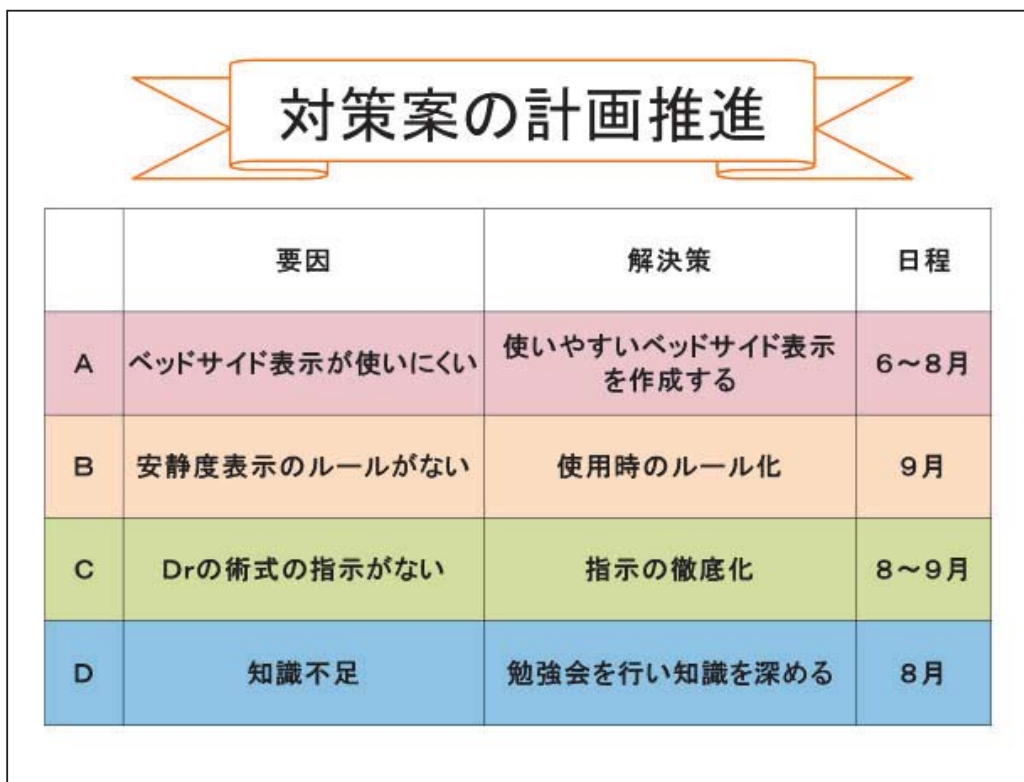 対策案の計画推進
要因 解決策 日程
A ベッドサイド表示が使いにくい 使いやすいベッドサイド表示
を作成する 6～8月
B 安静度表示のルールがない 使用時のルール化 9月
C Drの術式の指示がない 指示の徹底化 8～9月
D 知識不足 勉強会を行い知識を深める 8月